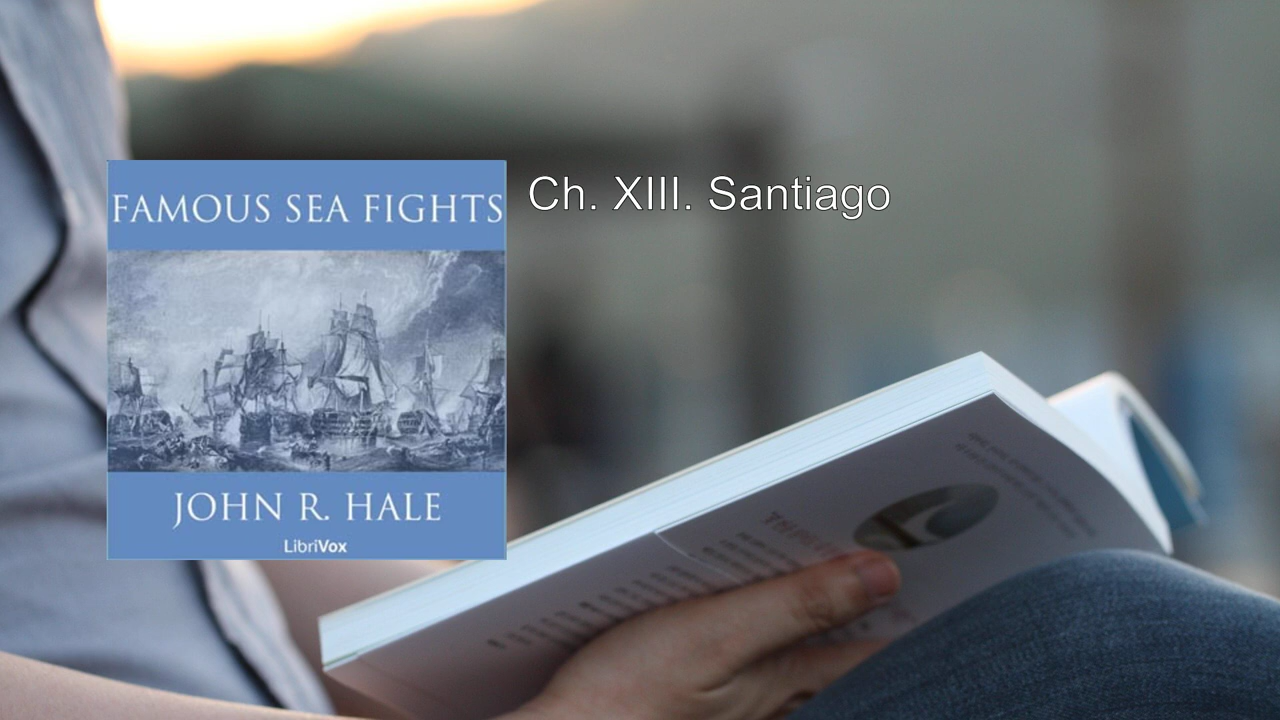 FAMOUS SEA FIGHTS
JOHN R. HALE
LibriVox
Ch. XIII. Santiago